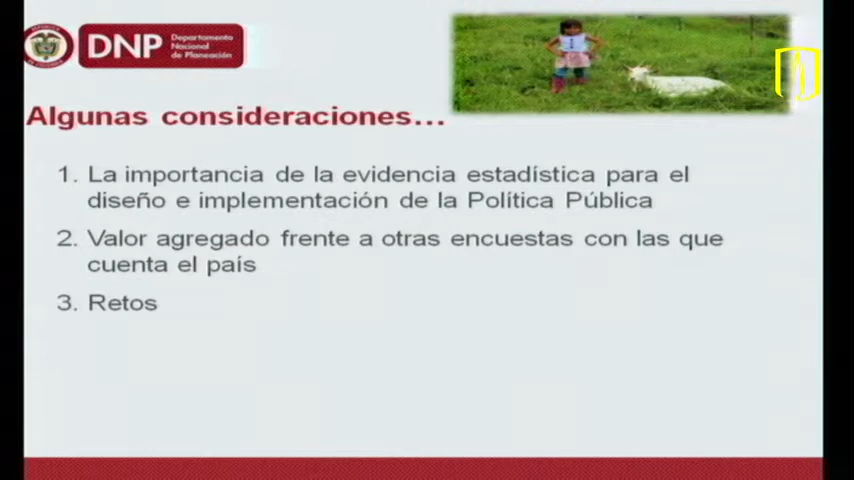 DNP Departamento
Nacional
de Planeación
Algunas consideraciones...
1. La importancia de la evidencia estadística para el
diseño e implementación de la Política Pública
2. Valor agregado frente a otras encuestas con las que
cuenta el país
3. Retos